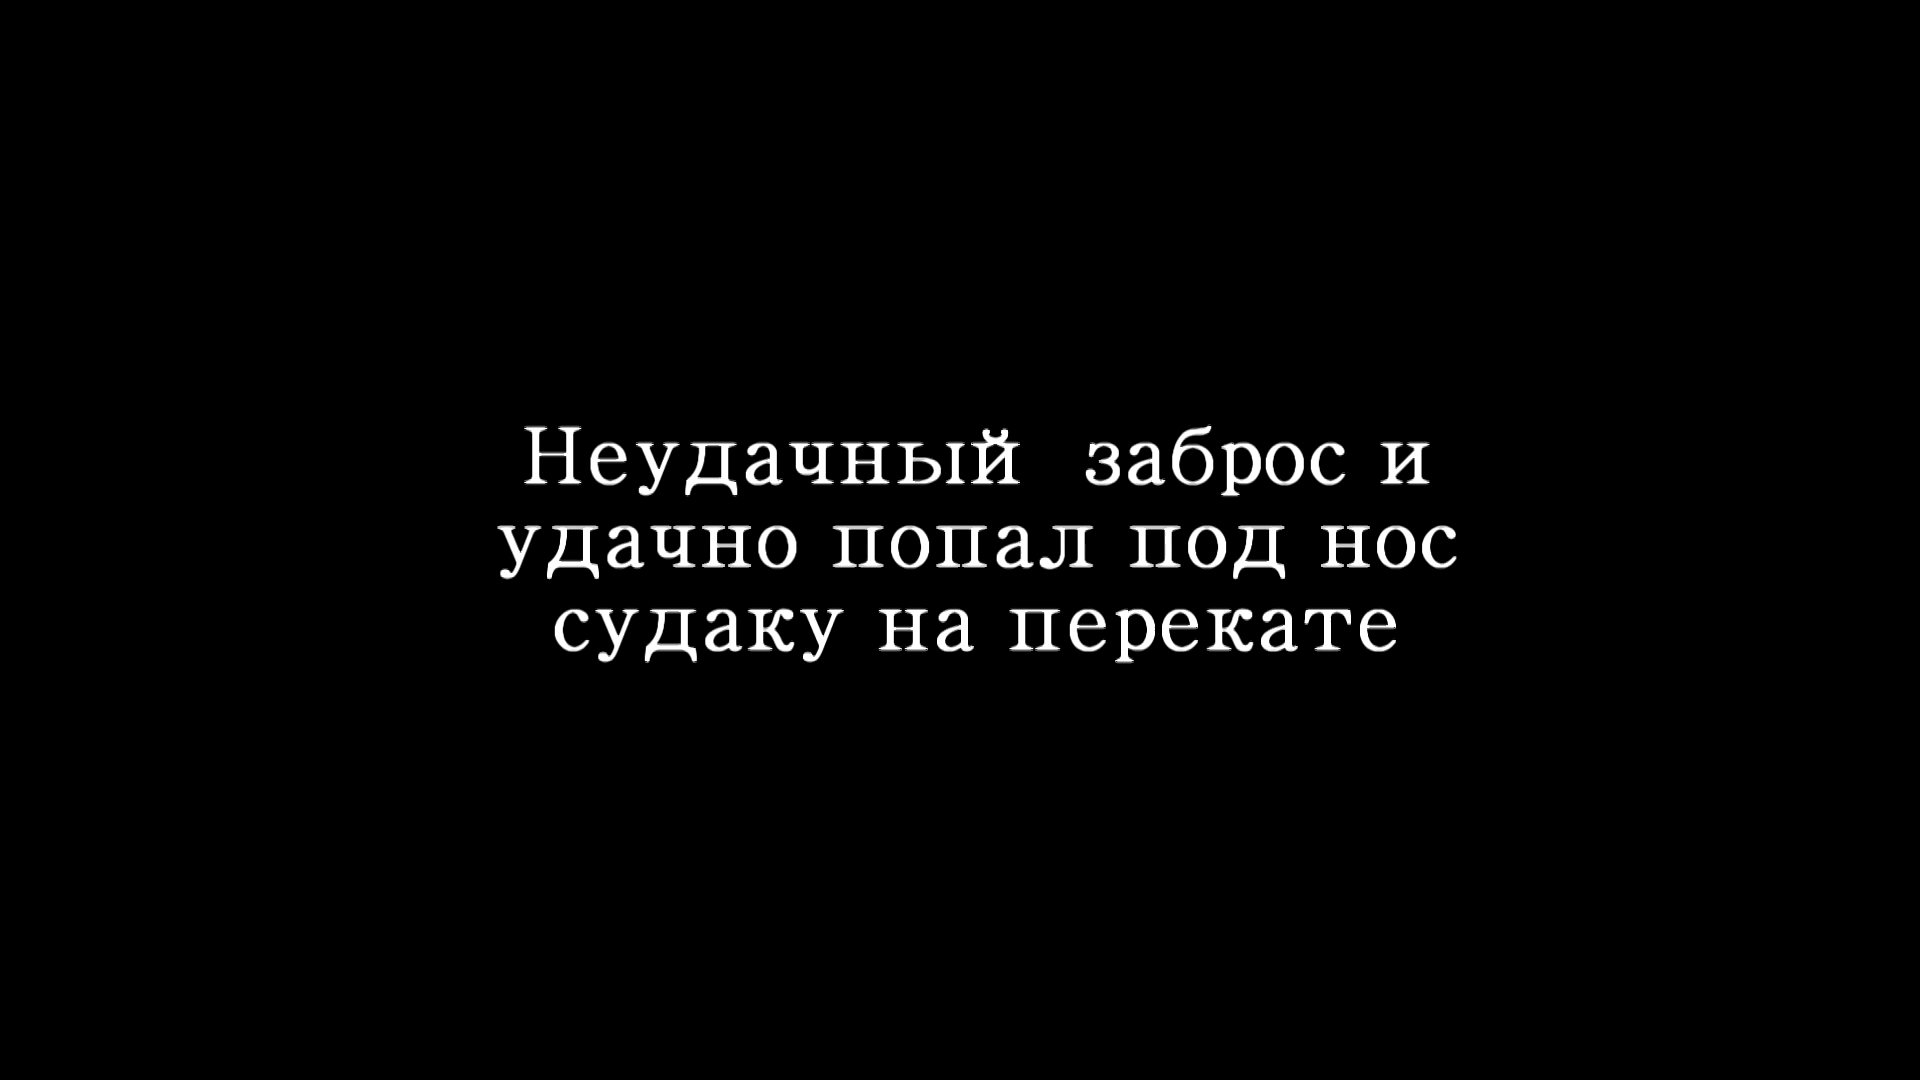 Неудачный  заброс и
удачно попал под нос
судаку на перекате